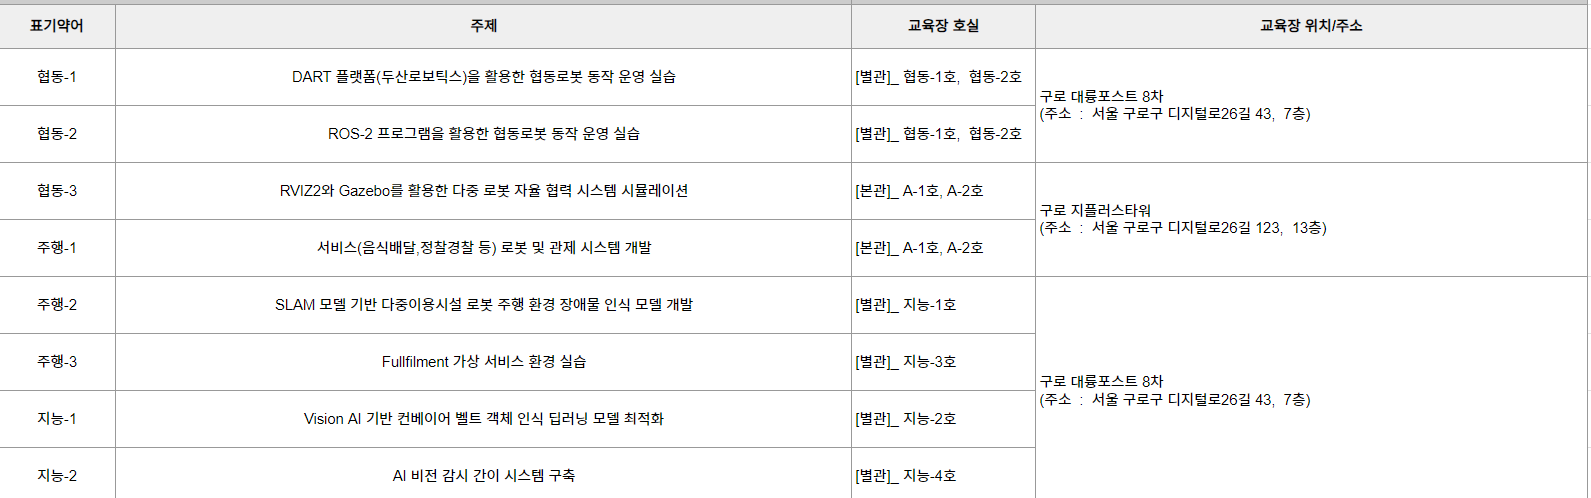 표기약어 주제 교육장 호실 교육장 위치/주소
협동-1 DART 플랫폼(두산로보틱스)을 활용한 협동로봇 동작 운영 실습 [별관]_ 협동-1호, 협동-2호
구로 대륭포스트 8차
(주소 : 서울 구로구 디지털로26길 43, 7층)
협동-2 ROS-2 프로그램을 활용한 협동로봇 동작 운영 실습 [별관]_ 협동-1호, 협동-2호
협동-3 RVIZ2와 Gazebo를 활용한 다중 로봇 자율 협력 시스템 시뮬레이션 [본관]_ A-1호, A-2호
구로 지플러스타워
(주소 : 서울 구로구 디지털로26길 123, 13층)
주행-1 서비스(음식배달,정찰경찰 등) 로봇 및 관제 시스템 개발 [본관]_ A-1호, A-2호
주행-2 SLAM 모델 기반 다중이용시설 로봇 주행 환경 장애물 인식 모델 개발 [별관]_ 지능-1호
주행-3 Fullfilment 가상 서비스 환경 실습 [별관]_ 지능-3호
구로 대륭포스트 8차
(주소 : 서울 구로구 디지털로26길 43, 7층)
지능-1 Vision AI 기반 컨베이어 벨트 객체 인식 딥러닝 모델 최적화 [별관]_ 지능-2호
지능-2 AI 비전 감시 간이 시스템 구축 [별관]_ 지능-4호